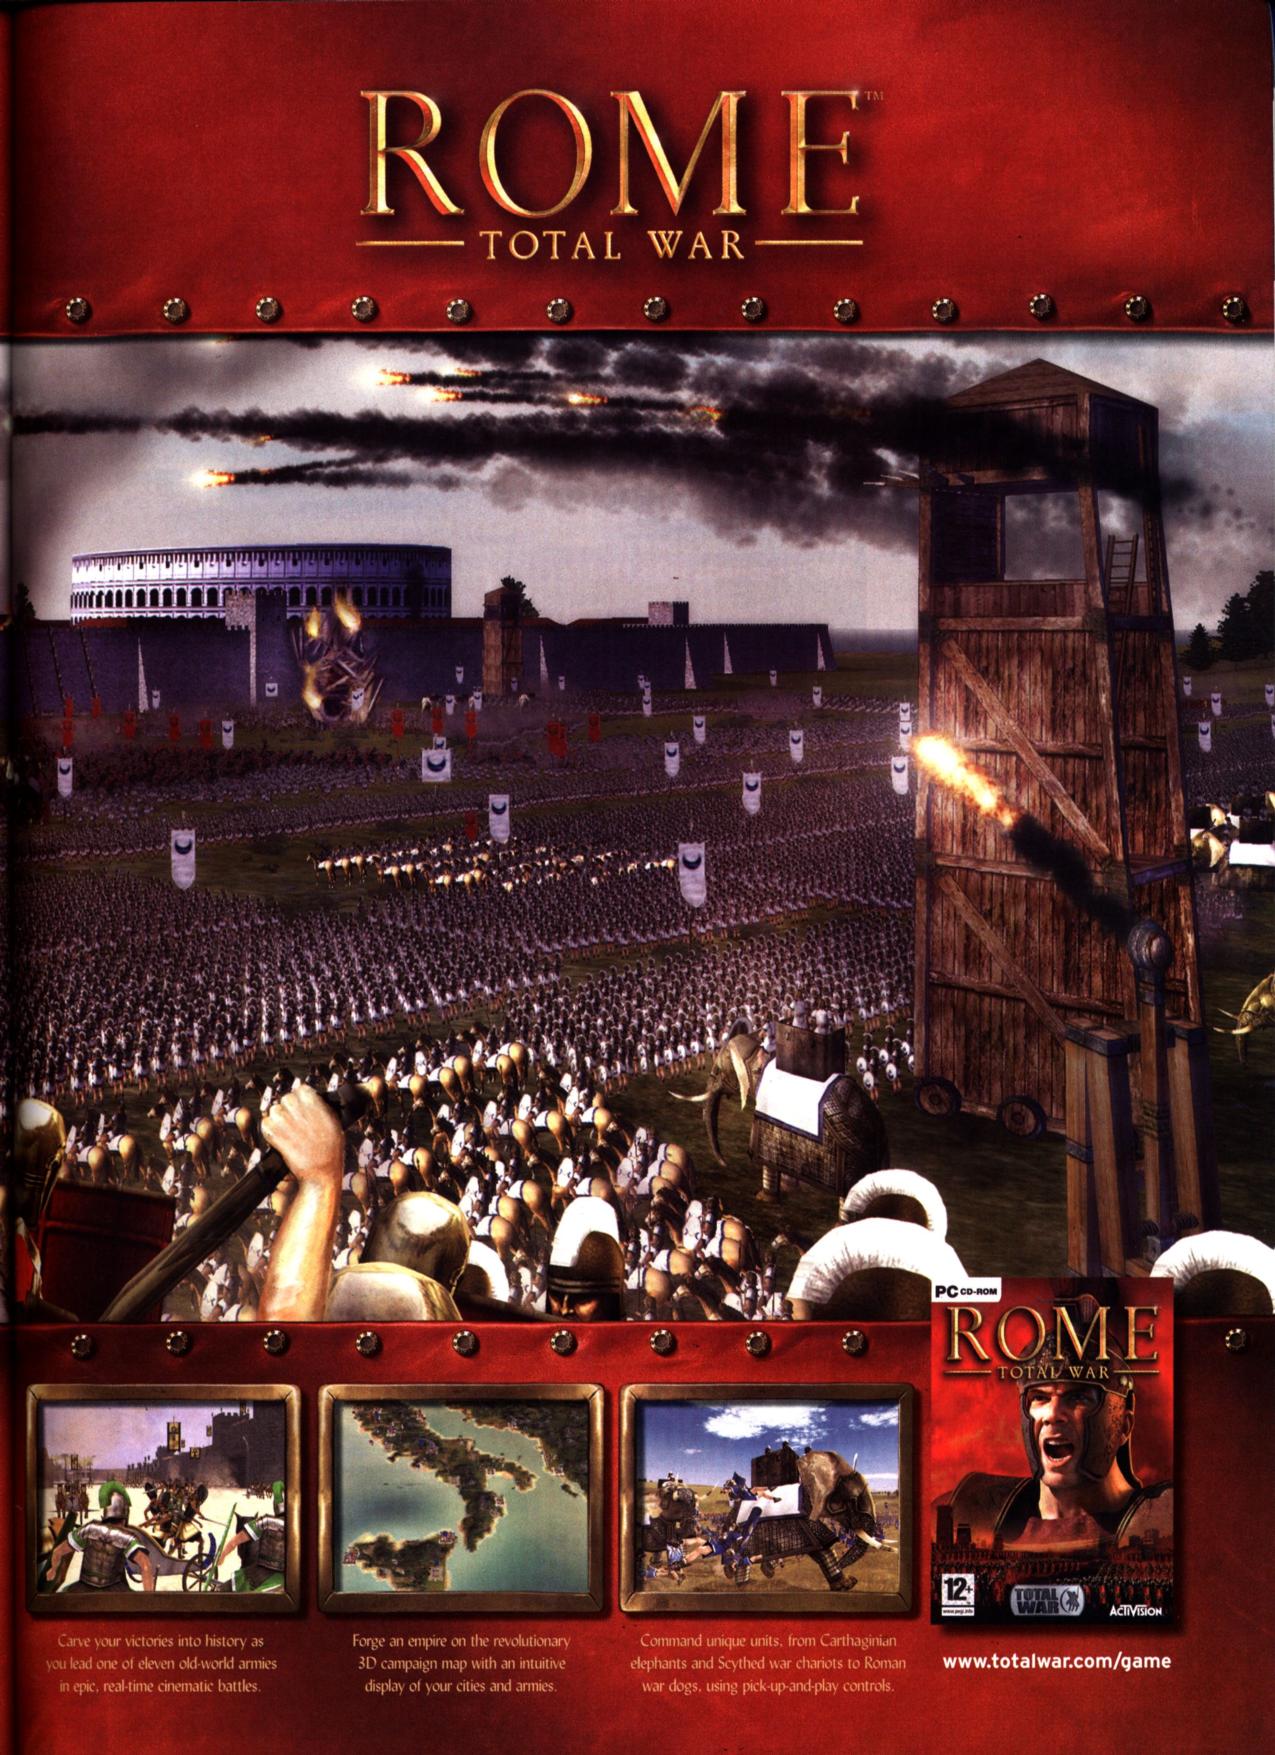 ROME™
TOTAL WAR
PC CD-ROM
ROME
TOTAL WAR
12+
www.pegi.info
TOTAL
WAR
ACTIVISION
Carve your victories into history as
you lead one of eleven old-world armies
in epic, real-time cinematic battles.
Forge an empire on the revolutionary
3D campaign map with an intuitive
display of your cities and armies.
Command unique units, from Carthaginian
elephants and Scythed war chariots to Roman
war dogs, using pick-up-and-play controls.
www.totalwar.com/game